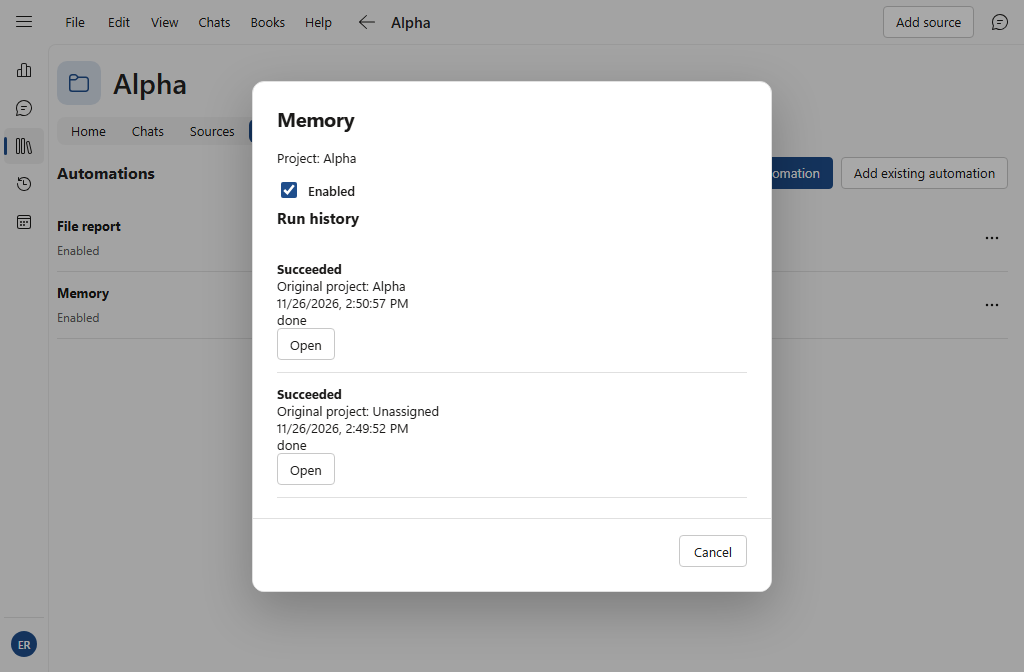 File Edit View Chats Books Help Alpha Add source
Alpha
Home Chats Sources
Automations
omation Add existing automation
File report
Enabled
Memory
Enabled
Memory
Project: Alpha
Enabled
Run history
Succeeded
Original project: Alpha
11/26/2026, 2:50:57 PM
done
Open
Succeeded
Original project: Unassigned
11/26/2026, 2:49:52 PM
done
Open
Cancel
ER